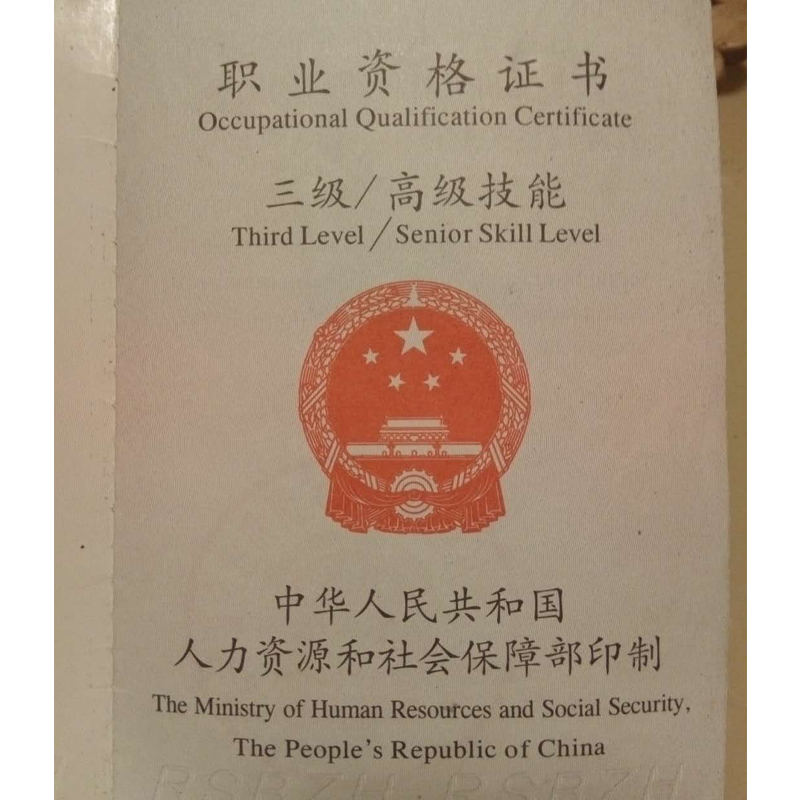 职业资格证书
Occupational Qualification Certificate
三级/高级技能
Third Level/Senior Skill Level
中华人民共和国
人力资源和社会保障部印制
The Ministry of Human Resources and Social Security,
The People's Republic of China
RSBZH RSBZH